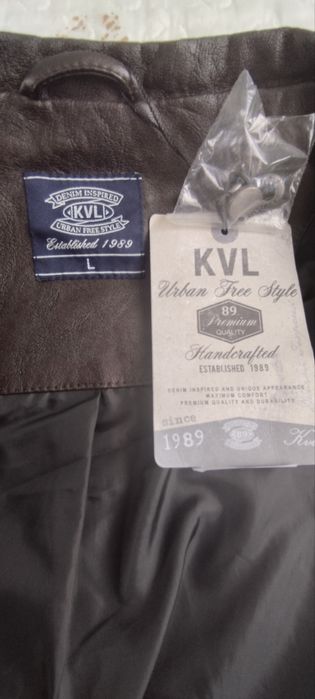 DENIM INSPIRED
KVL
URBAN FREE STYLE
Established 1989
L
KVL
Urban Free Style
89
Premium
QUALITY
Handcrafted
ESTABLISHED 1989
DENIM INSPIRED AND UNIQUE APPEARANCE
MAXIMUM COMFORT
PREMIUM QUALITY AND DURABILITY
since
1989